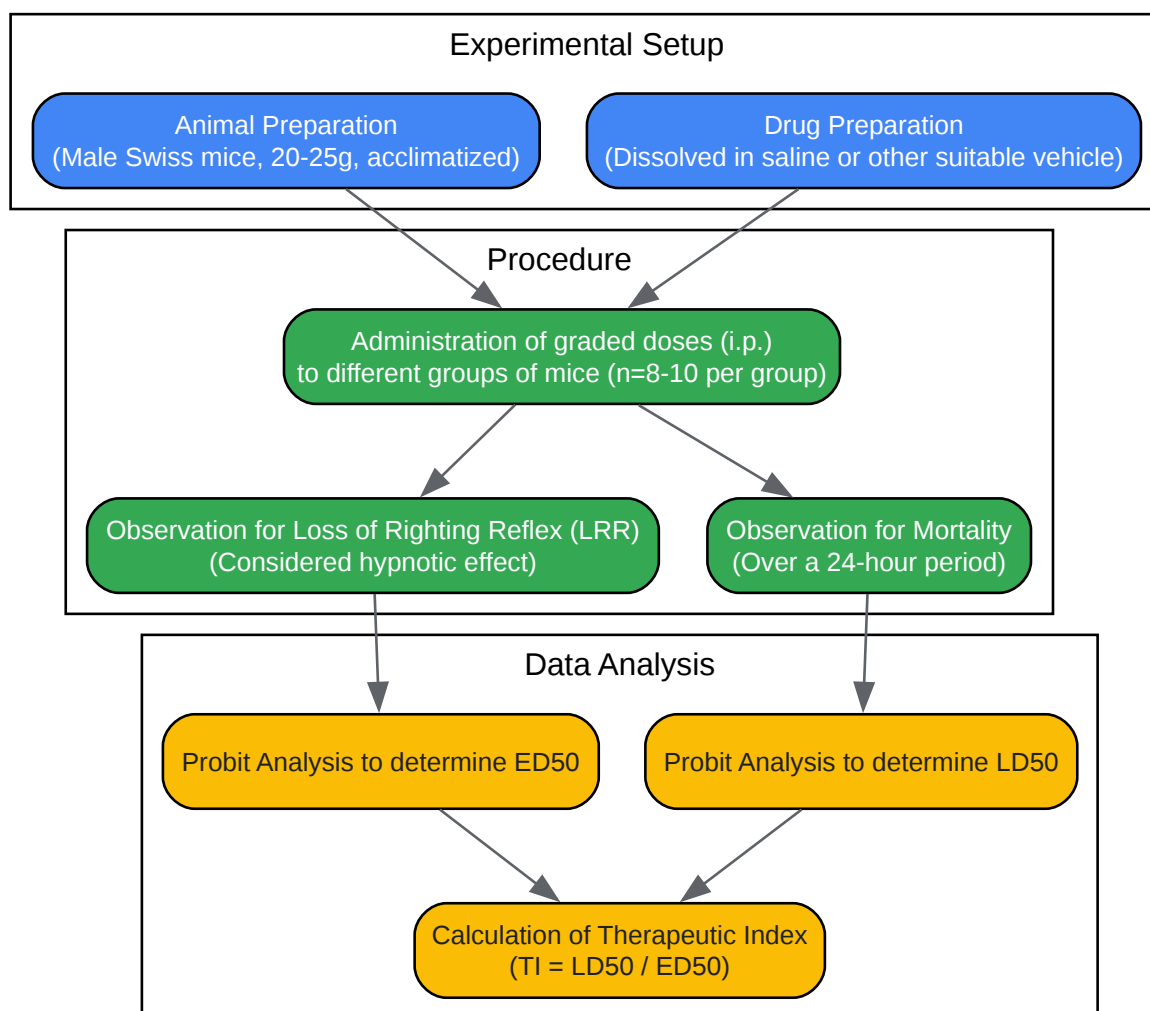 Experimental Setup
Animal Preparation
(Male Swiss mice, 20-25g, acclimatized)
Drug Preparation
(Dissolved in saline or other suitable vehicle)
Procedure
Administration of graded doses (i.p.)
to different groups of mice (n=8-10 per group)
Observation for Loss of Righting Reflex (LRR)
(Considered hypnotic effect)
Observation for Mortality
(Over a 24-hour period)
Data Analysis
Probit Analysis to determine ED50
Probit Analysis to determine LD50
Calculation of Therapeutic Index
(TI = LD50 / ED50)